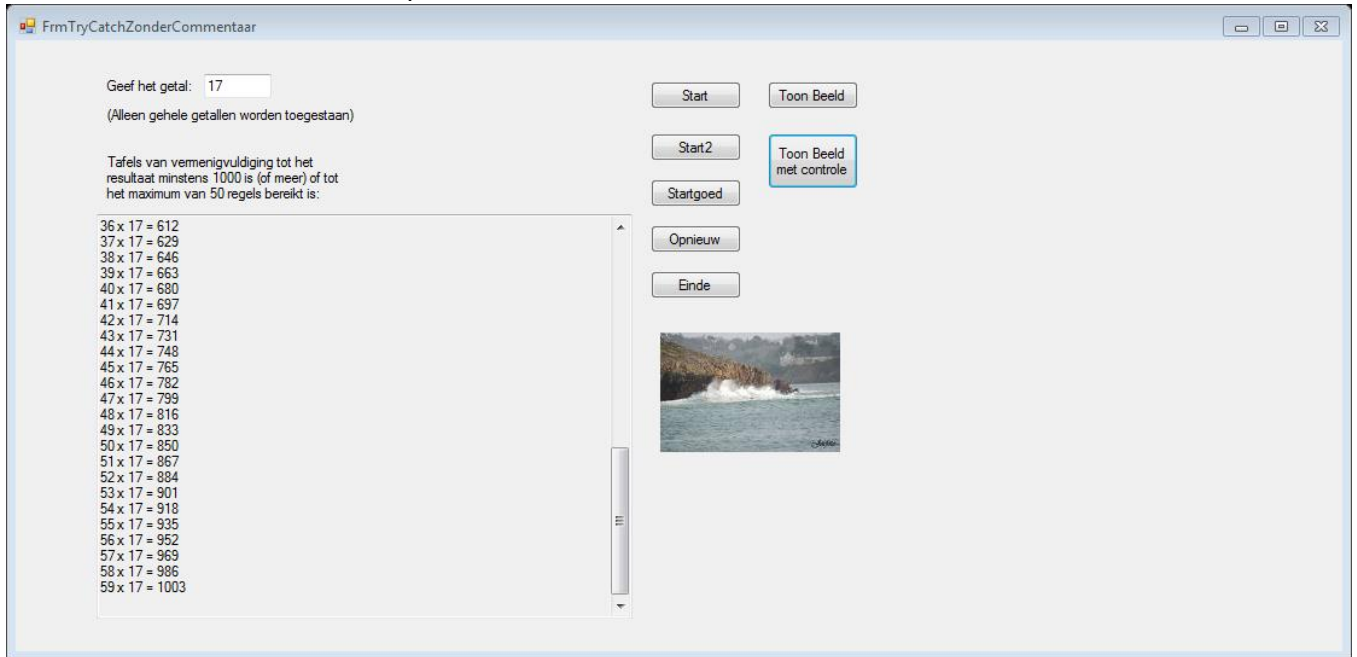 FrmTryCatchZonderCommentaar
Geef het getal: 17
(Alleen gehele getallen worden toegestaan)
Tafels van vermenigvuldiging tot het
resultaat minstens 1000 is (of meer) of tot
het maximum van 50 regels bereikt is:
36 x 17 = 612
37 x 17 = 629
38 x 17 = 646
39 x 17 = 663
40 x 17 = 680
41 x 17 = 697
42 x 17 = 714
43 x 17 = 731
44 x 17 = 748
45 x 17 = 765
46 x 17 = 782
47 x 17 = 799
48 x 17 = 816
49 x 17 = 833
50 x 17 = 850
51 x 17 = 867
52 x 17 = 884
53 x 17 = 901
54 x 17 = 918
55 x 17 = 935
56 x 17 = 952
57 x 17 = 969
58 x 17 = 986
59 x 17 = 1003
Start
Toon Beeld
Start2
Toon Beeld
met controle
Startgoed
Opnieuw
Einde